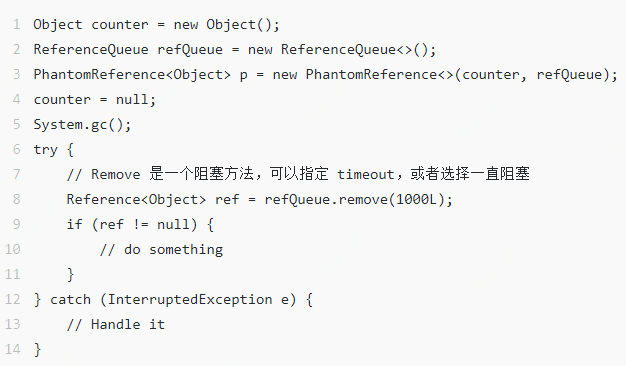 1 Object counter = new Object();
2 ReferenceQueue refQueue = new ReferenceQueue<>();
3 PhantomReference<Object> p = new PhantomReference<>(counter, refQueue);
4 counter = null;
5 System.gc();
6 try {
7     // Remove 是一个阻塞方法，可以指定 timeout，或者选择一直阻塞
8     Reference<Object> ref = refQueue.remove(1000L);
9     if (ref != null) {
10         // do something
11     }
12 } catch (InterruptedException e) {
13     // Handle it
14 }